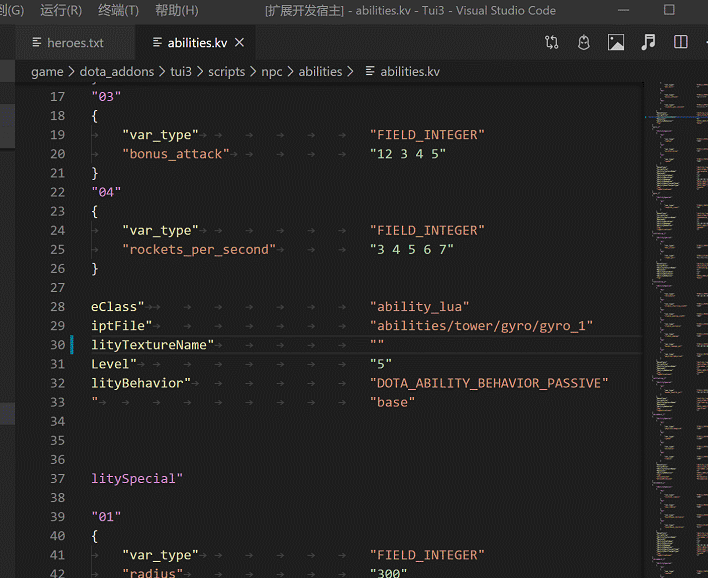 到(G) 运行(R) 终端(T) 帮助(H) [扩展开发宿主] - abilities.kv - Tui3 - Visual Studio Code
heroes.txt abilities.kv
game > dota_addons > tui3 > scripts > npc > abilities > abilities.kv
17 "03"
18 {
19 "var_type" "FIELD_INTEGER"
20 "bonus_attack" "12 3 4 5"
21 }
22 "04"
23 {
24 "var_type" "FIELD_INTEGER"
25 "rockets_per_second" "3 4 5 6 7"
26 }
27
28 eClass" "ability_lua"
29 iptFile" "abilities/tower/gyro/gyro_1"
30 lityTextureName" ""
31 Level" "5"
32 lityBehavior" "DOTA_ABILITY_BEHAVIOR_PASSIVE"
33 " "base"
34
35
36
37 litySpecial"
38
39 "01"
40 {
41 "var_type" "FIELD_INTEGER"
42 "radius" "300"